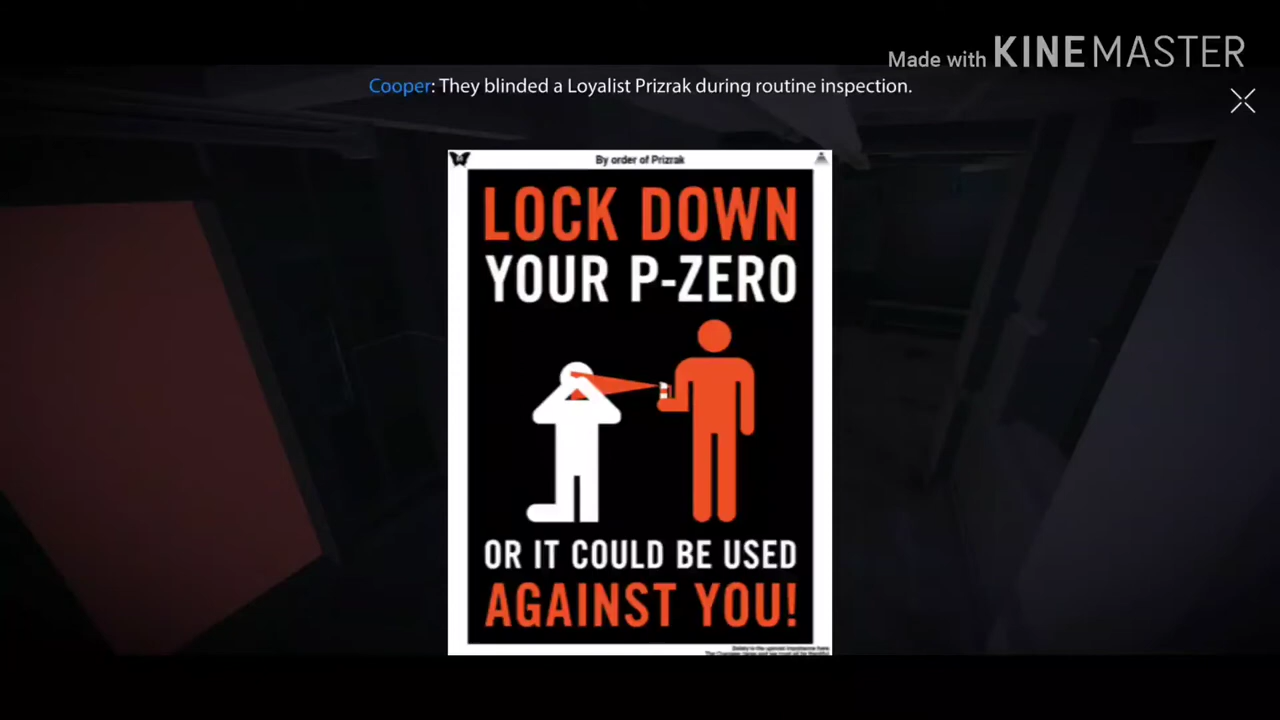 Made with KINEMASTER
Cooper: They blinded a Loyalist Prizrak during routine inspection.
By order of Prizrak
LOCK DOWN
YOUR P-ZERO
OR IT COULD BE USED
AGAINST YOU!